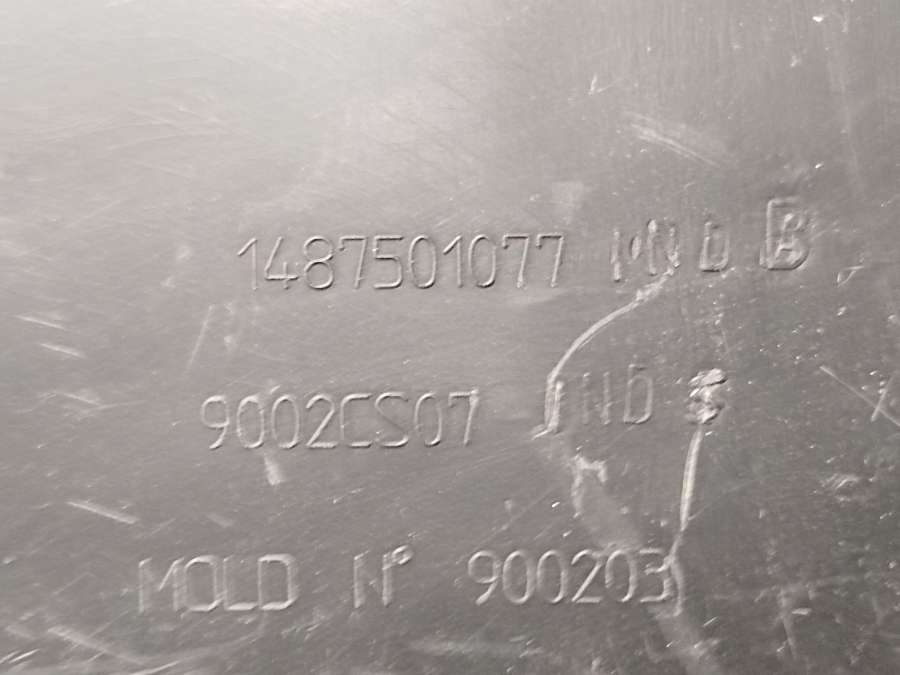 1487501077 IND B
9002CS07 IND
MOLD N° 900203